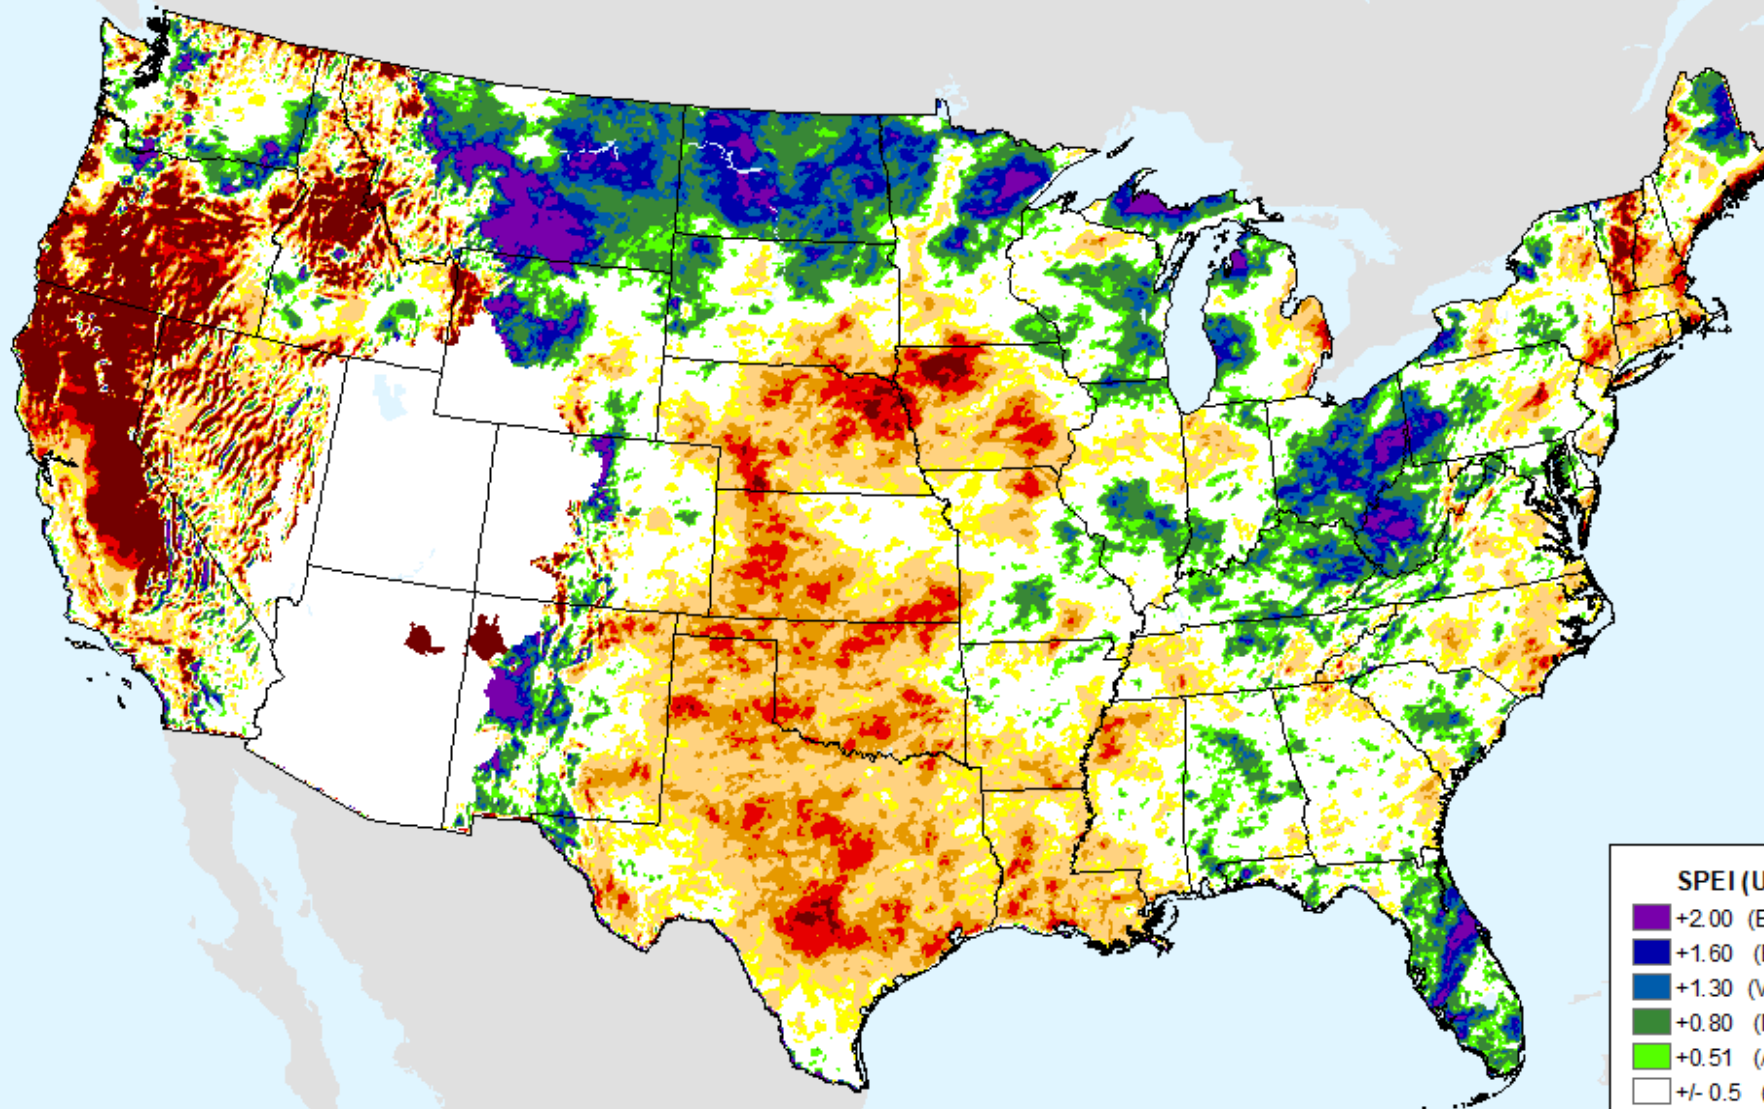 SPEI (U
+2.00 (E
+1.60 (
+1.30 (V
+0.80 (
+0.51 (
+/- 0.5 (